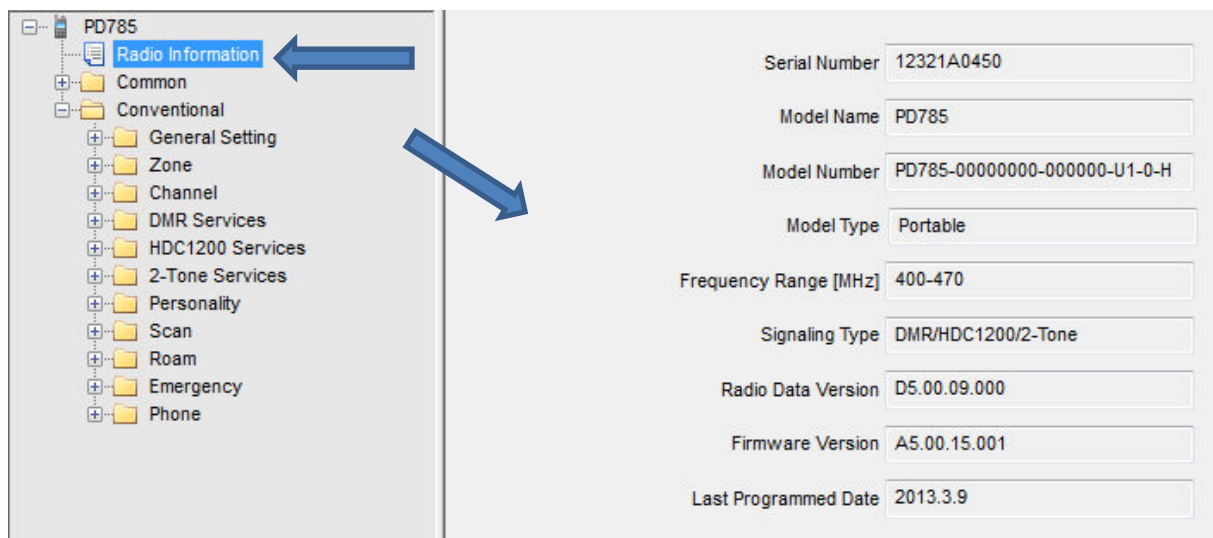 PD785
Radio Information
Common
Conventional
General Setting
Zone
Channel
DMR Services
HDC1200 Services
2-Tone Services
Personality
Scan
Roam
Emergency
Phone
Serial Number 12321A0450
Model Name PD785
Model Number PD785-00000000-000000-U1-0-H
Model Type Portable
Frequency Range [MHz] 400-470
Signaling Type DMR/HDC1200/2-Tone
Radio Data Version D5.00.09.000
Firmware Version A5.00.15.001
Last Programmed Date 2013.3.9